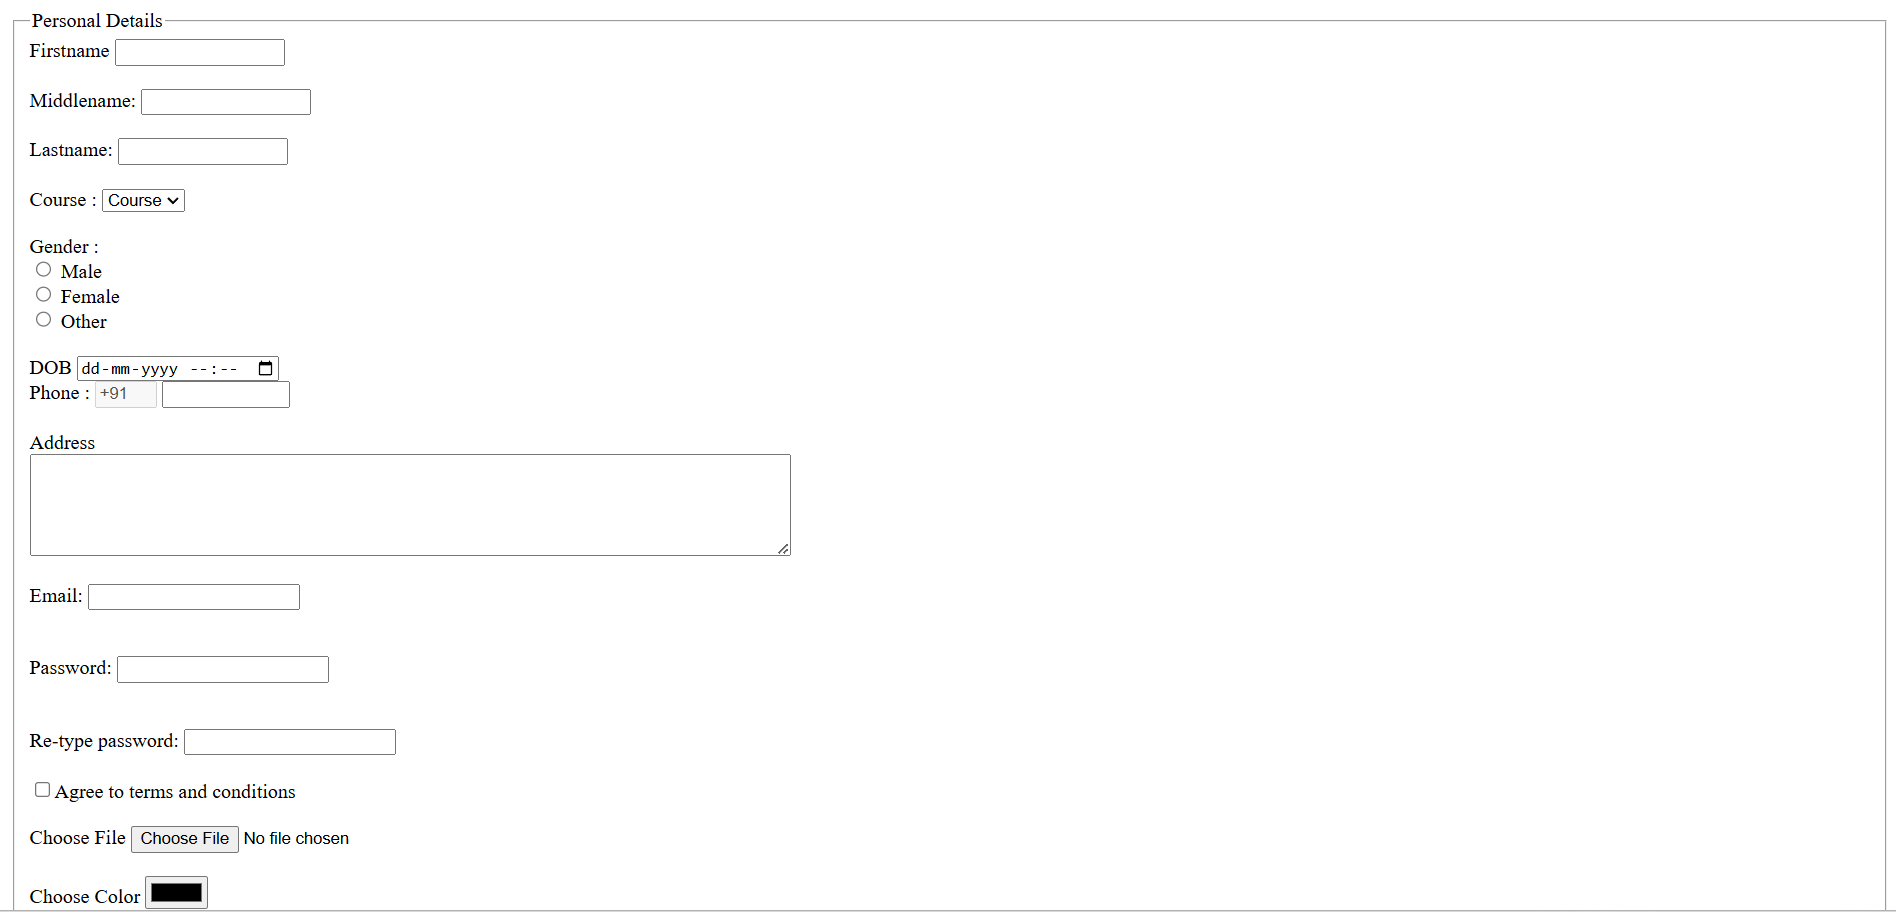 Personal Details
Firstname
Middlename:
Lastname:
Course : Course
Gender :
Male
Female
Other
DOB dd-mm-yyyy --:--
Phone : +91
Address
Email:
Password:
Re-type password:
Agree to terms and conditions
Choose File Choose File No file chosen
Choose Color